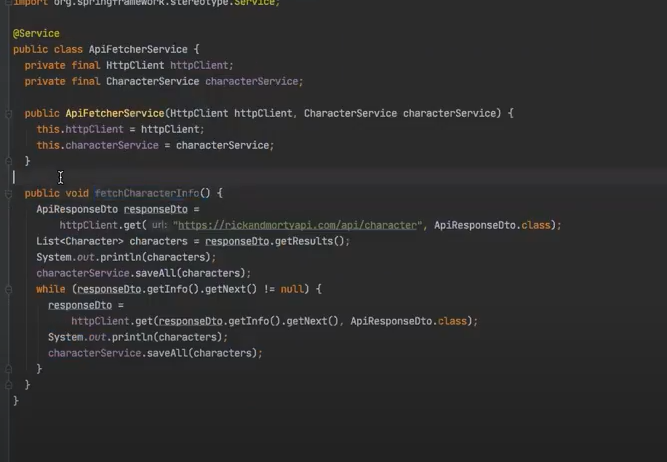 import org.springframework.stereotype.Service;
@Service
public class ApiFetcherService {
private final HttpClient httpClient;
private final CharacterService characterService;
public ApiFetcherService(HttpClient httpClient, CharacterService characterService) {
this.httpClient = httpClient;
this.characterService = characterService;
}
public void fetchCharacterInfo() {
ApiResponseDto responseDto =
httpClient.get( url: "https://rickandmortyapi.com/api/character", ApiResponseDto.class);
List<Character> characters = responseDto.getResults();
System.out.println(characters);
characterService.saveAll(characters);
while (responseDto.getInfo().getNext() != null) {
responseDto =
httpClient.get(responseDto.getInfo().getNext(), ApiResponseDto.class);
System.out.println(characters);
characterService.saveAll(characters);
}
}
}